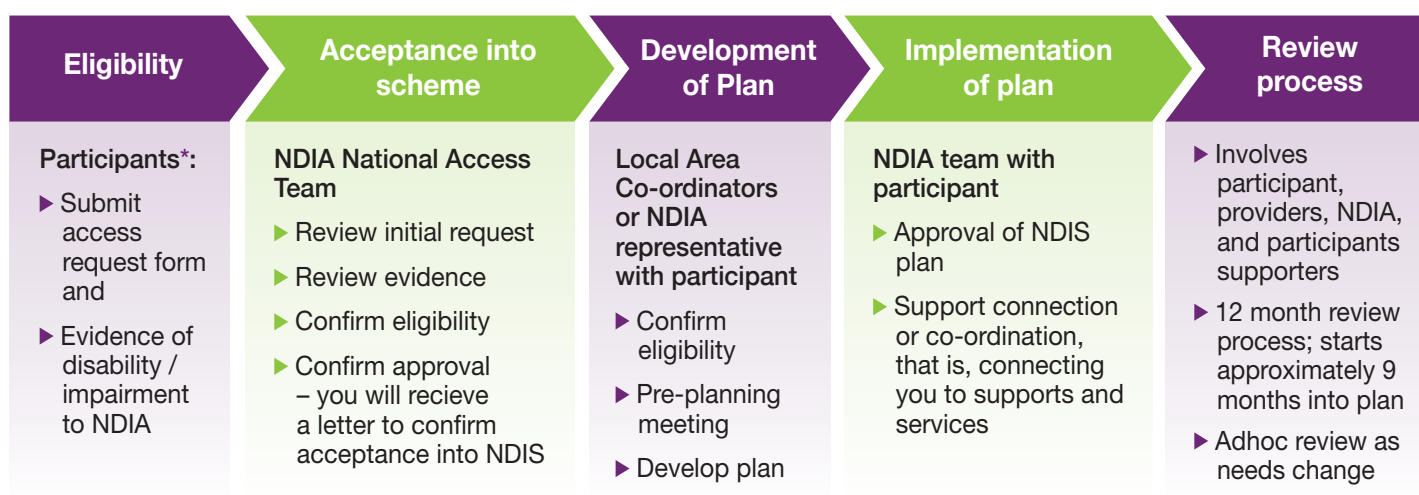 Eligibility
Participants*:
Submit
access
request form
and
Evidence of
disability /
impairment
to NDIA
Acceptance into
scheme
NDIA National Access
Team
Review initial request
Review evidence
Confirm eligibility
Confirm approval
– you will recieve
a letter to confirm
acceptance into NDIS
Development
of Plan
Local Area
Co-ordinators
or NDIA
representative
with participant
Confirm
eligibility
Pre-planning
meeting
Develop plan
Implementation
of plan
NDIA team with
participant
Approval of NDIS
plan
Support connection
or co-ordination,
that is, connecting
you to supports and
services
Review
process
Involves
participant,
providers, NDIA,
and participants
supporters
12 month review
process; starts
approximately 9
months into plan
Adhoc review as
needs change